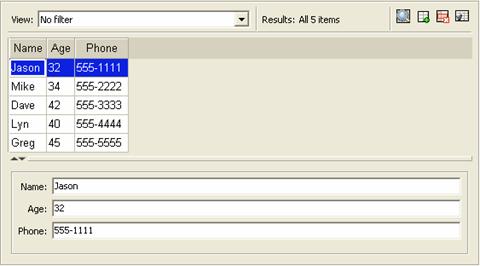 View: No filter Results: All 5 items
Name Age Phone
Jason 32 555-1111
Mike 34 555-2222
Dave 42 555-3333
Lyn 40 555-4444
Greg 45 555-5555
Name: Jason
Age: 32
Phone: 555-1111